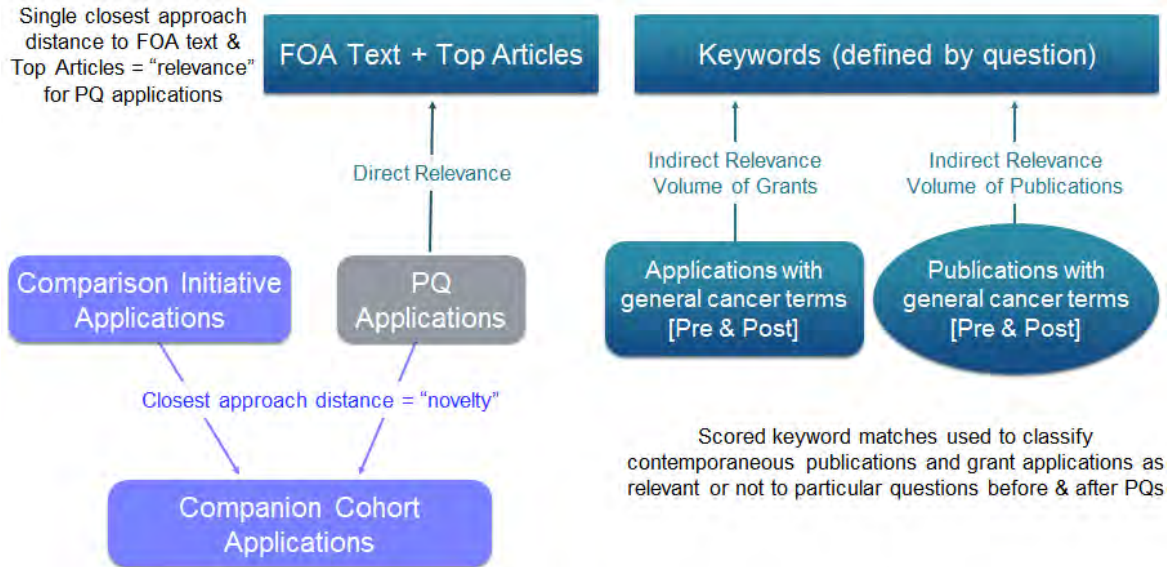 Single closest approach
distance to FOA text &
Top Articles = “relevance”
for PQ applications
FOA Text + Top Articles
Keywords (defined by question)
Direct Relevance
Indirect Relevance
Volume of Grants
Indirect Relevance
Volume of Publications
Comparison Initiative
Applications
PQ
Applications
Applications with
general cancer terms
[Pre & Post]
Publications with
general cancer terms
[Pre & Post]
Closest approach distance = “novelty”
Scored keyword matches used to classify
contemporaneous publications and grant applications as
relevant or not to particular questions before & after PQs
Companion Cohort
Applications